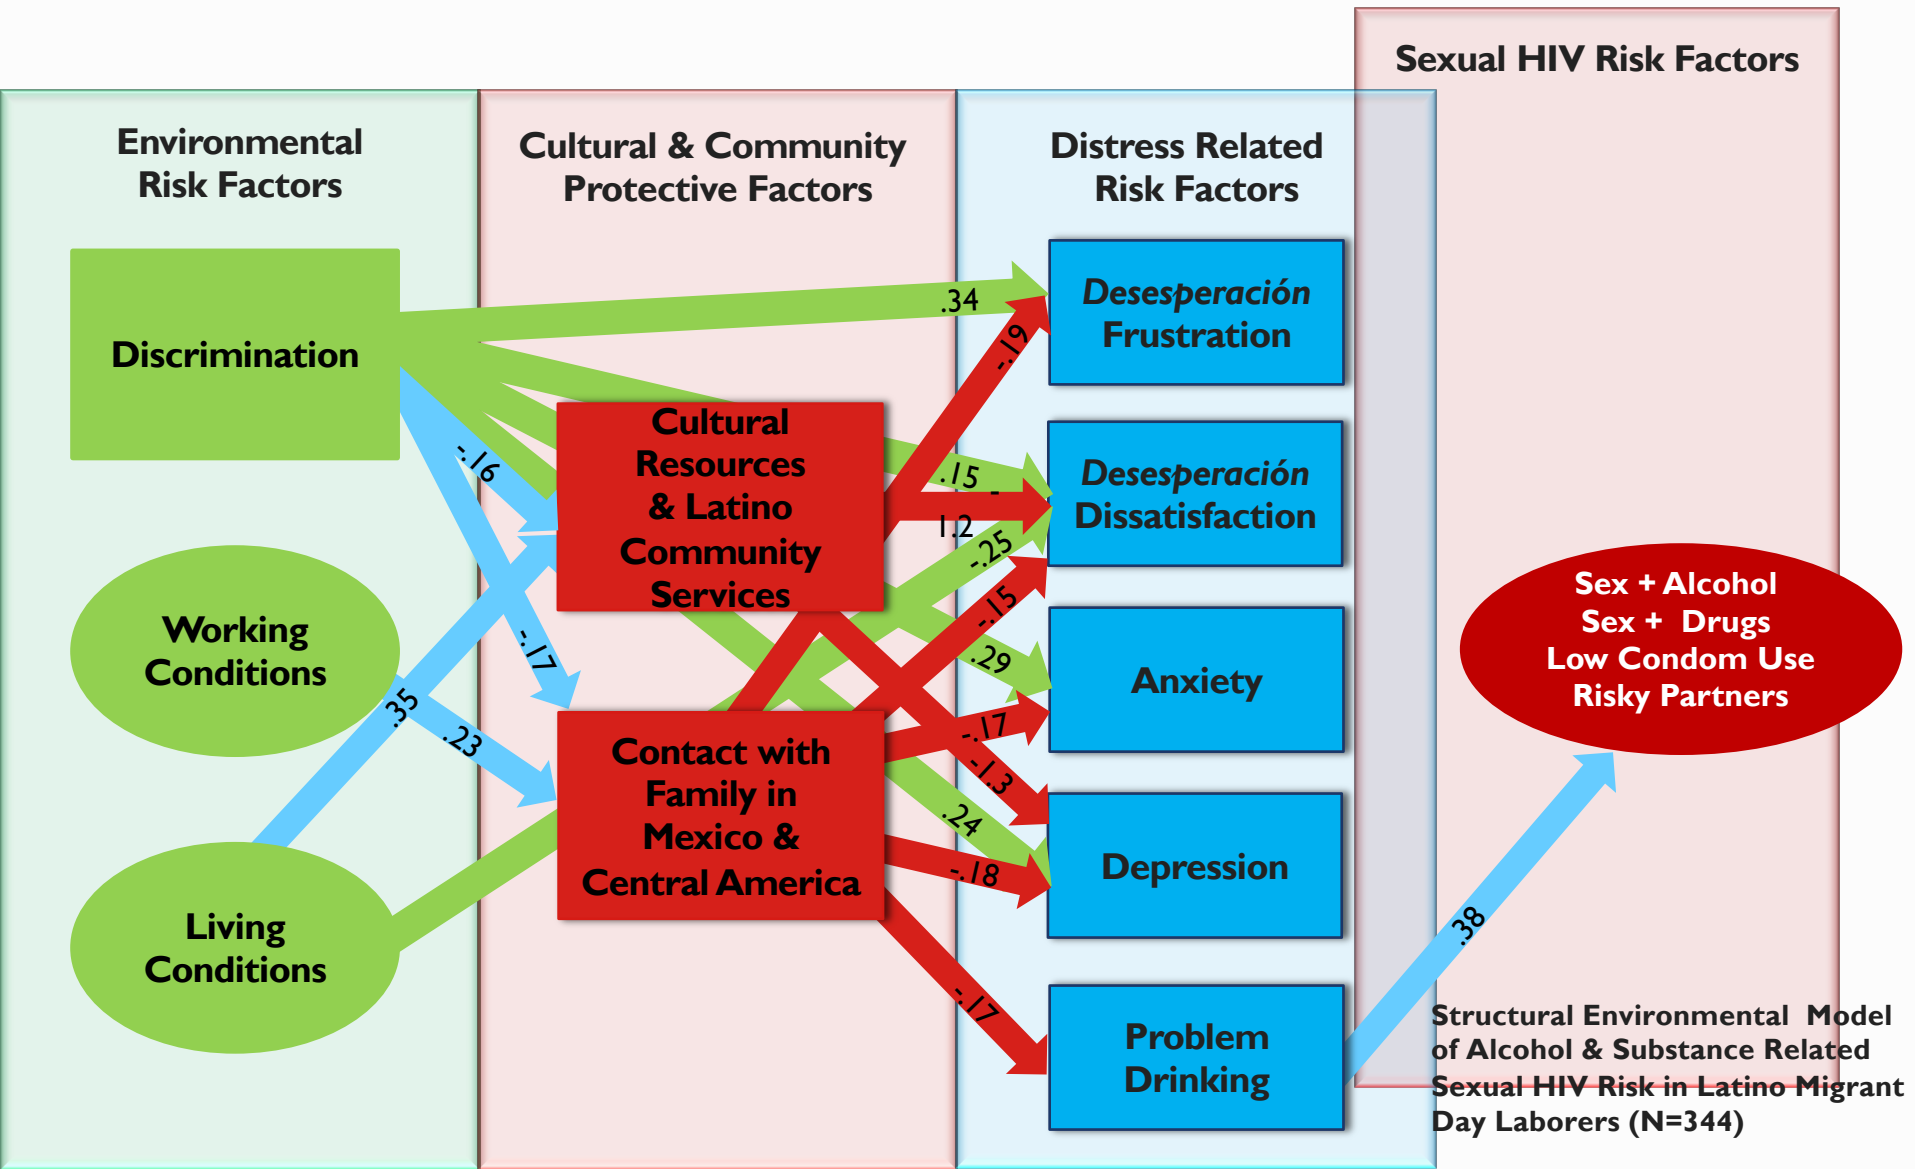 Sexual HIV Risk Factors
Environmental
Risk Factors
Cultural & Community
Protective Factors
Distress Related
Risk Factors
Discrimination
Working
Conditions
Living
Conditions
Cultural
Resources
& Latino
Community
Services
Contact with
Family in
Mexico &
Central America
Desesperación
Frustration
Desesperación
Dissatisfaction
Anxiety
Depression
Problem
Drinking
Sex + Alcohol
Sex + Drugs
Low Condom Use
Risky Partners
.34
-.19
.15 -
1.2
-.25
-.15
.29
-.17
-1.3
.24
-.18
-.17
-.16
-.17
.35
.23
.38
Structural Environmental Model
of Alcohol & Substance Related
Sexual HIV Risk in Latino Migrant
Day Laborers (N=344)